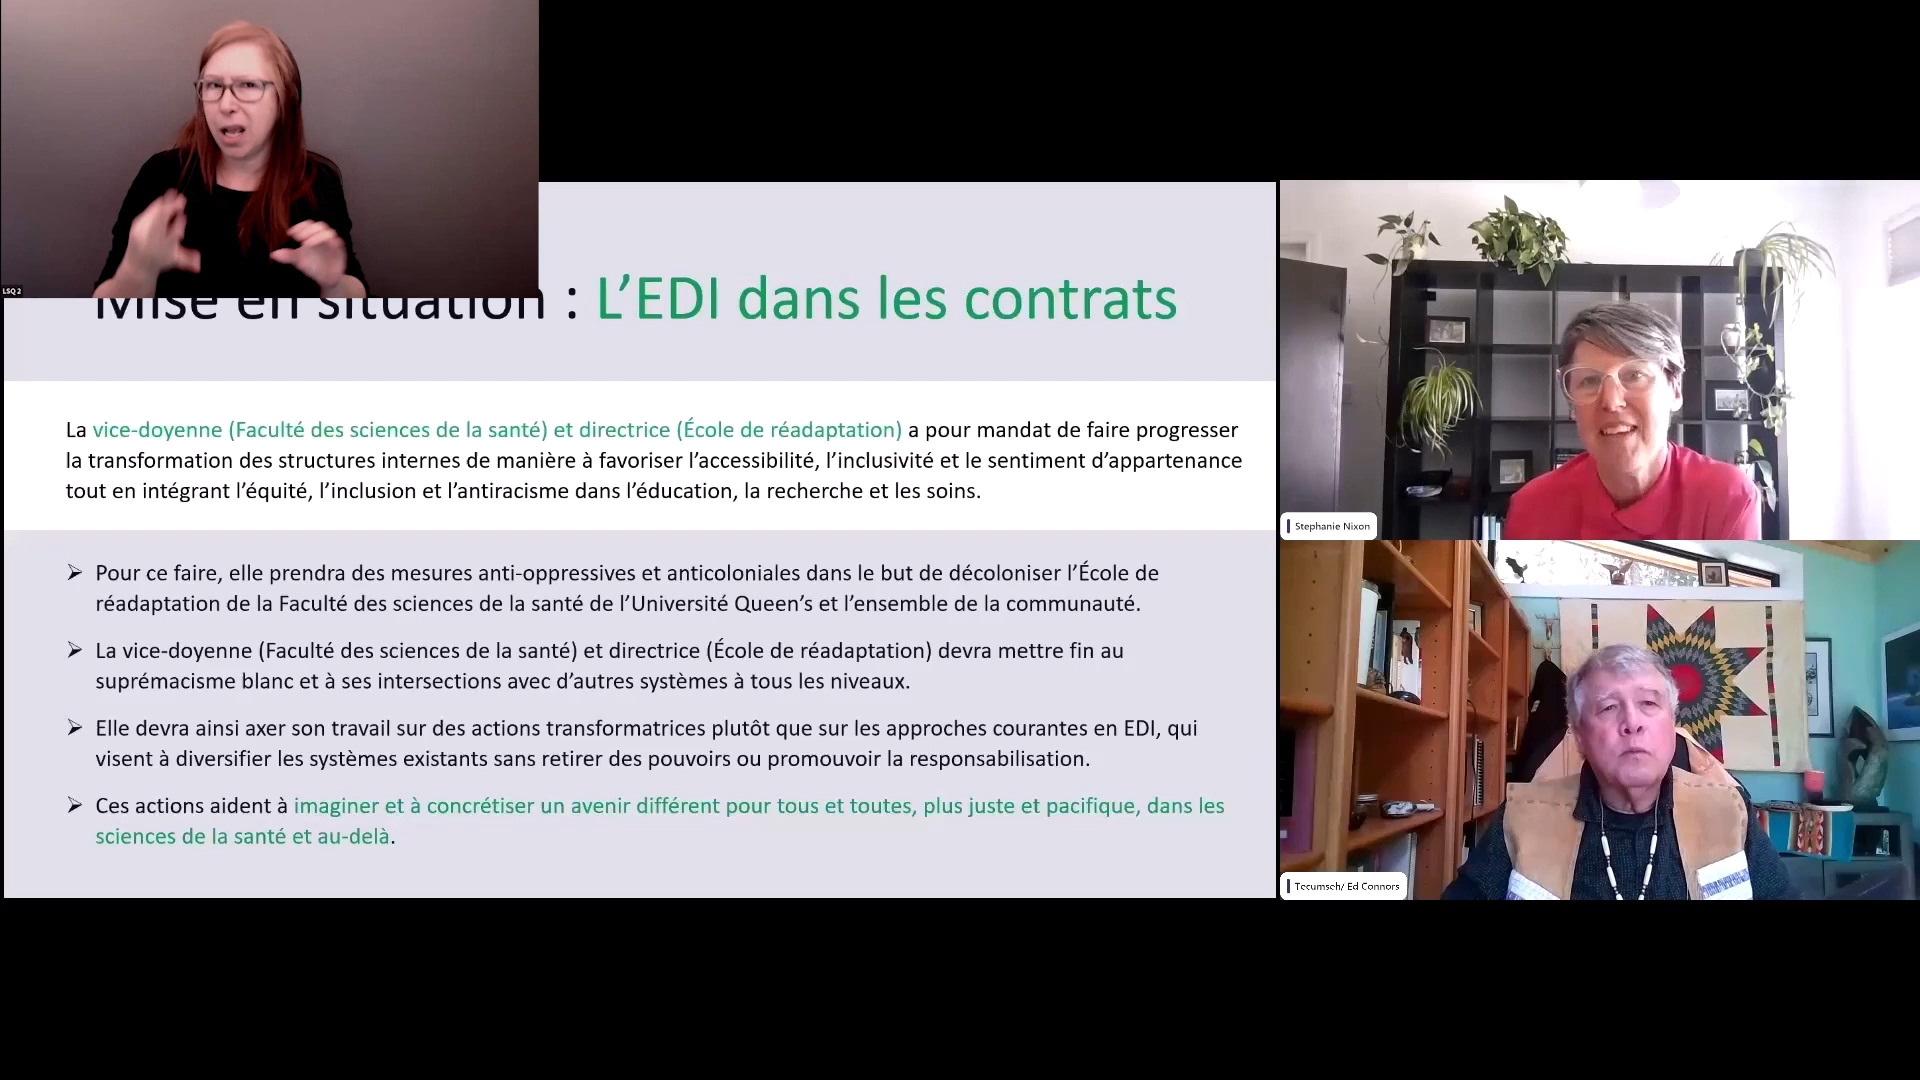 LSQ 2
Mise en situation : L’EDI dans les contrats
La vice-doyenne (Faculté des sciences de la santé) et directrice (École de réadaptation) a pour mandat de faire progresser
la transformation des structures internes de manière à favoriser l’accessibilité, l’inclusivité et le sentiment d’appartenance
tout en intégrant l’équité, l’inclusion et l’antiracisme dans l’éducation, la recherche et les soins.
➢ Pour ce faire, elle prendra des mesures anti-oppressives et anticoloniales dans le but de décoloniser l’École de
réadaptation de la Faculté des sciences de la santé de l’Université Queen’s et l’ensemble de la communauté.
➢ La vice-doyenne (Faculté des sciences de la santé) et directrice (École de réadaptation) devra mettre fin au
suprémacisme blanc et à ses intersections avec d’autres systèmes à tous les niveaux.
➢ Elle devra ainsi axer son travail sur des actions transformatrices plutôt que sur les approches courantes en EDI, qui
visent à diversifier les systèmes existants sans retirer des pouvoirs ou promouvoir la responsabilisation.
➢ Ces actions aident à imaginer et à concrétiser un avenir différent pour tous et toutes, plus juste et pacifique, dans les
sciences de la santé et au-delà.
Stephanie Nixon
Tecumseh/ Ed Connors